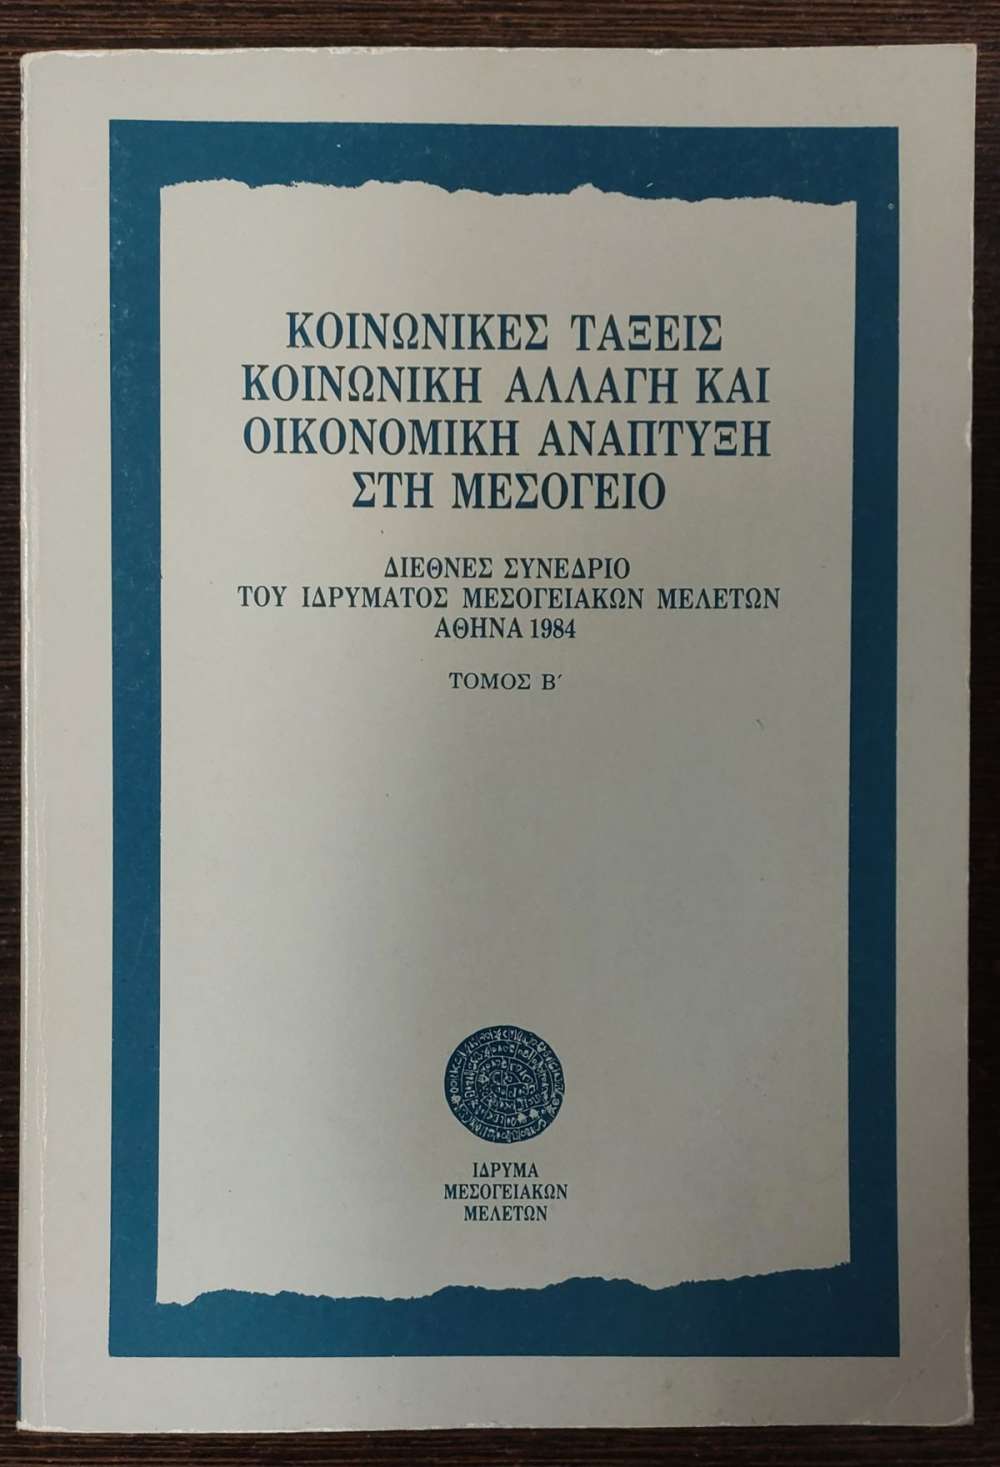 ΚΟΙΝΩΝΙΚΕΣ ΤΑΞΕΙΣ
ΚΟΙΝΩΝΙΚΗ ΑΛΛΑΓΗ ΚΑΙ
ΟΙΚΟΝΟΜΙΚΗ ΑΝΑΠΤΥΞΗ
ΣΤΗ ΜΕΣΟΓΕΙΟ
ΔΙΕΘΝΕΣ ΣΥΝΕΔΡΙΟ
ΤΟΥ ΙΔΡΥΜΑΤΟΣ ΜΕΣΟΓΕΙΑΚΩΝ ΜΕΛΕΤΩΝ
ΑΘΗΝΑ 1984
ΤΟΜΟΣ Β΄
ΙΔΡΥΜΑ
ΜΕΣΟΓΕΙΑΚΩΝ
ΜΕΛΕΤΩΝ